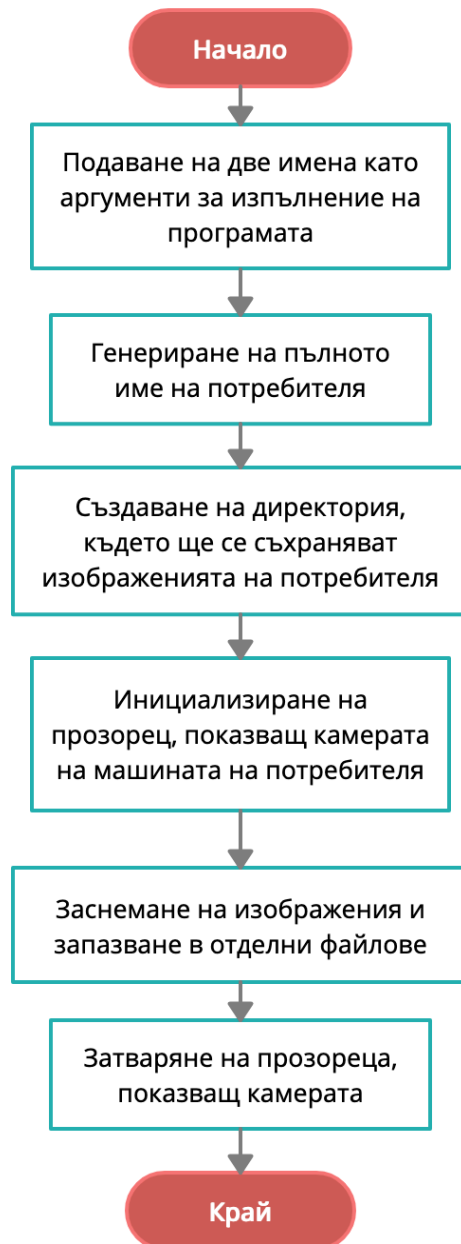 Начало
Подаване на две имена като
аргументи за изпълнение на
програмата
Генериране на пълното
име на потребителя
Създаване на директория,
където ще се съхраняват
изображенията на потребителя
Инициализиране на
прозорец, показващ камерата
на машината на потребителя
Заснемане на изображения и
запазване в отделни файлове
Затваряне на прозореца,
показващ камерата
Край